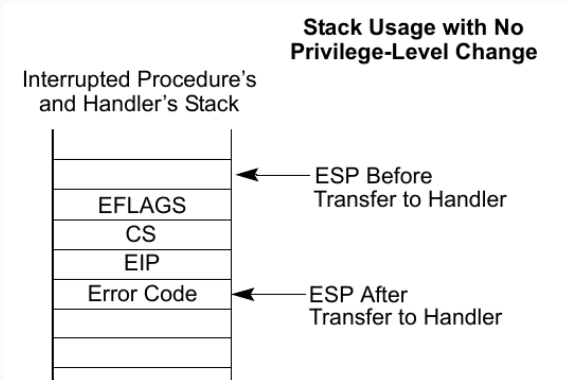 Stack Usage with No
Privilege-Level Change
Interrupted Procedure's
and Handler's Stack
ESP Before
Transfer to Handler
EFLAGS
CS
EIP
Error Code
ESP After
Transfer to Handler